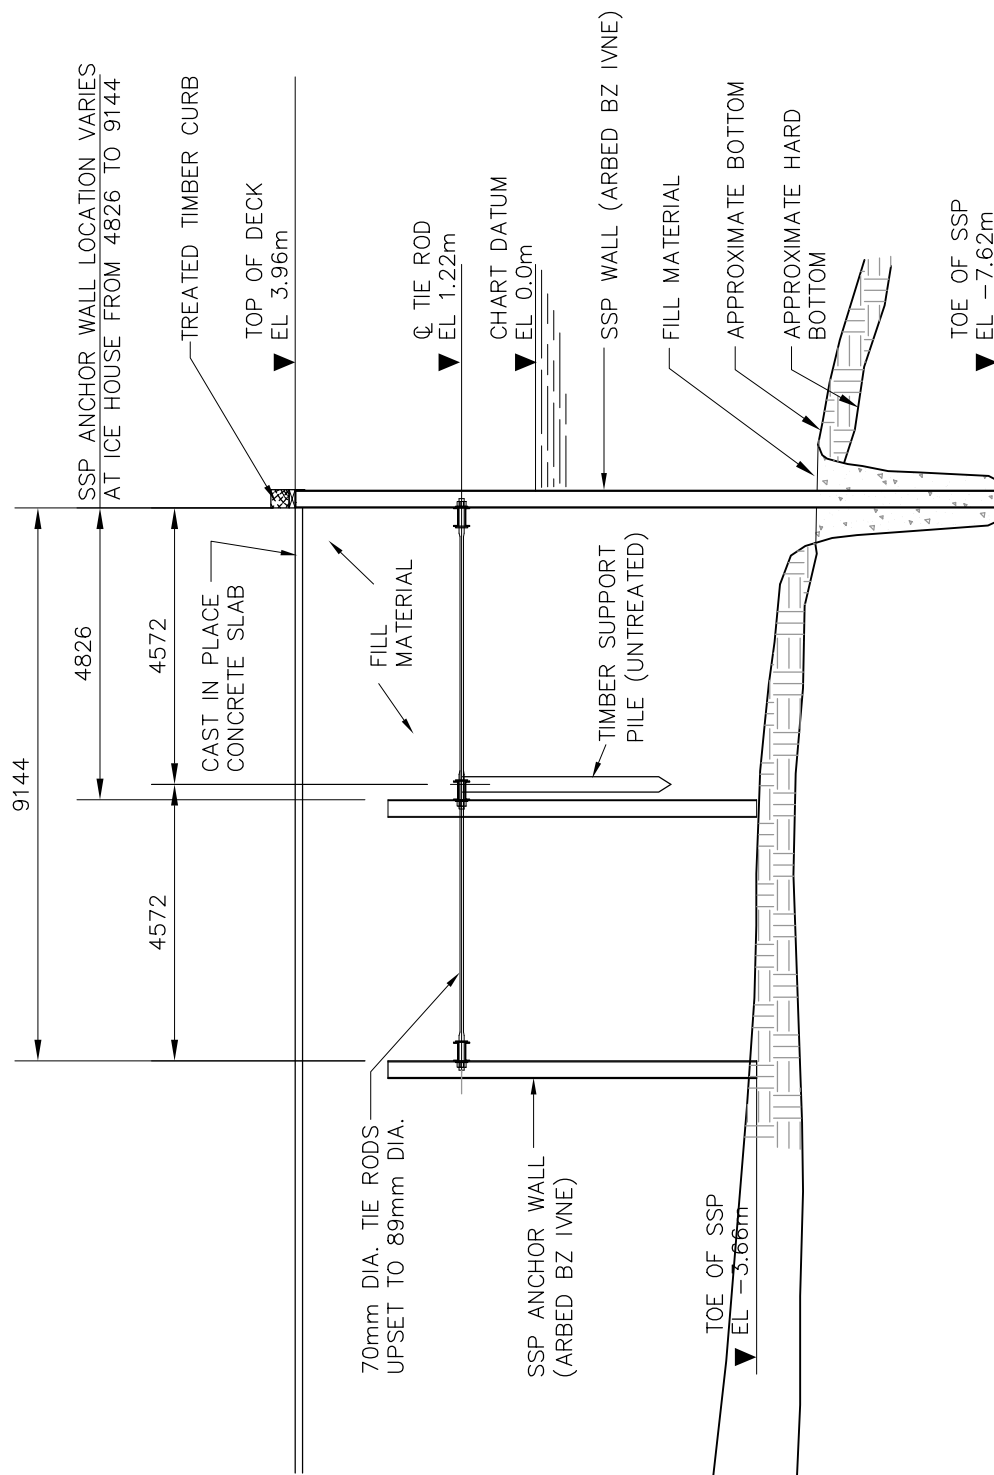 SSP ANCHOR WALL LOCATION VARIES
AT ICE HOUSE FROM 4826 TO 9144
TREATED TIMBER CURB
TOP OF DECK
EL 3.96m
℄ TIE ROD
EL 1.22m
CHART DATUM
EL 0.0m
SSP WALL (ARBED BZ IVNE)
FILL MATERIAL
APPROXIMATE BOTTOM
APPROXIMATE HARD
BOTTOM
TOE OF SSP
EL -7.62m
9144
4826
4572
4572
CAST IN PLACE
CONCRETE SLAB
FILL
MATERIAL
TIMBER SUPPORT
PILE (UNTREATED)
70mm DIA. TIE RODS
UPSET TO 89mm DIA.
SSP ANCHOR WALL
(ARBED BZ IVNE)
TOE OF SSP
EL -3.66m